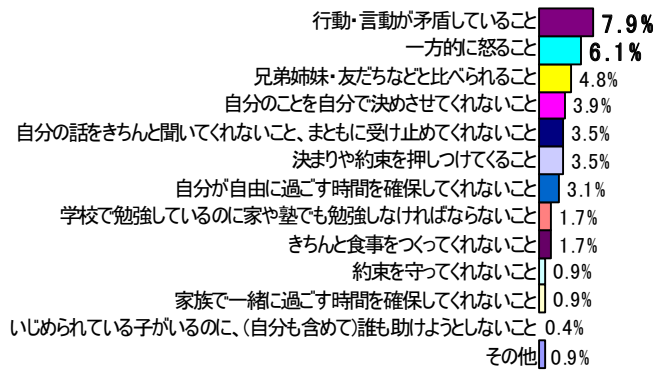 行動・言動が矛盾していること 7.9%
一方的に怒ること 6.1%
兄弟姉妹・友だちなどと比べられること 4.8%
自分のことを自分で決めさせてくれないこと 3.9%
自分の話をきちんと聞いてくれないこと、まともに受け止めてくれないこと 3.5%
決まりや約束を押しつけてくること 3.5%
自分が自由に過ごす時間を確保してくれないこと 3.1%
学校で勉強しているのに家や塾でも勉強しなければならないこと 1.7%
きちんと食事をつくってくれないこと 1.7%
約束を守ってくれないこと 0.9%
家族で一緒に過ごす時間を確保してくれないこと 0.9%
いじめられている子がいるのに、（自分も含めて）誰も助けようとしないこと 0.4%
その他 0.9%